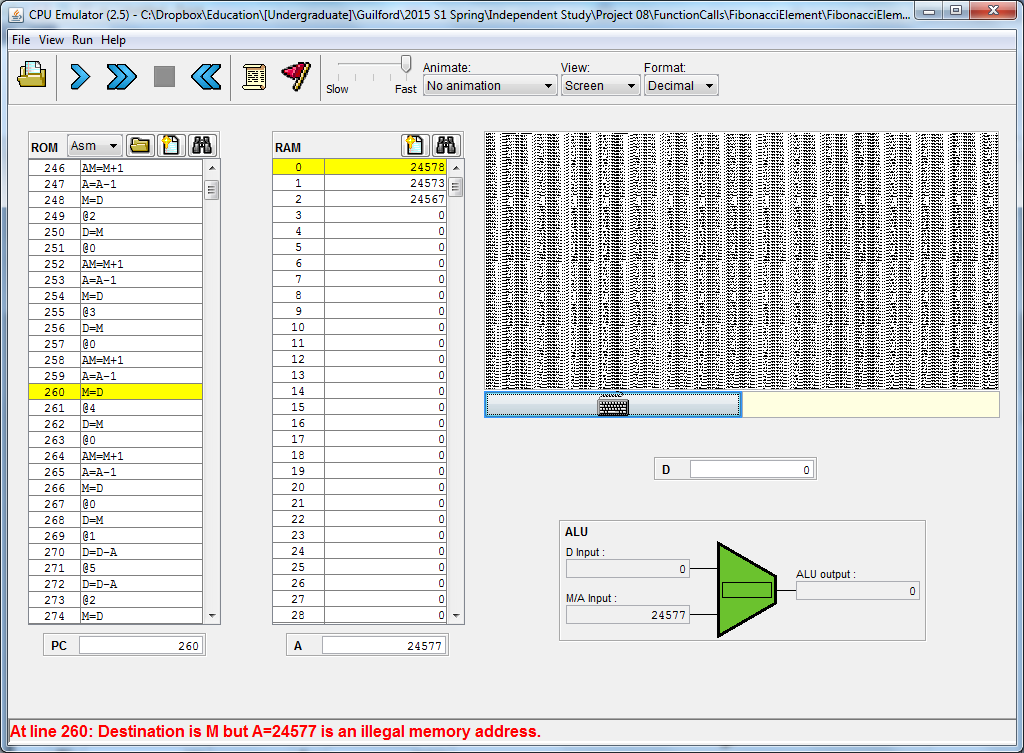 CPU Emulator (2.5) - C:\Dropbox\Education\[Undergraduate]\Guilford\2015 S1 Spring\Independent Study\Project 08\FunctionCalls\FibonacciElement\FibonacciElem...
File View Run Help
Slow Fast
Animate:
No animation
View:
Screen
Format:
Decimal
ROM Asm
246 AM=M+1
247 A=A-1
248 M=D
249 @2
250 D=M
251 @0
252 AM=M+1
253 A=A-1
254 M=D
255 @3
256 D=M
257 @0
258 AM=M+1
259 A=A-1
260 M=D
261 @4
262 D=M
263 @0
264 AM=M+1
265 A=A-1
266 M=D
267 @0
268 D=M
269 @1
270 D=D-A
271 @5
272 D=D-A
273 @2
274 M=D
PC 260
RAM
0 24578
1 24573
2 24567
3 0
4 0
5 0
6 0
7 0
8 0
9 0
10 0
11 0
12 0
13 0
14 0
15 0
16 0
17 0
18 0
19 0
20 0
21 0
22 0
23 0
24 0
25 0
26 0
27 0
28 0
A 24577
D 0
ALU
D Input :
0
M/A Input :
24577
ALU output :
0
At line 260: Destination is M but A=24577 is an illegal memory address.